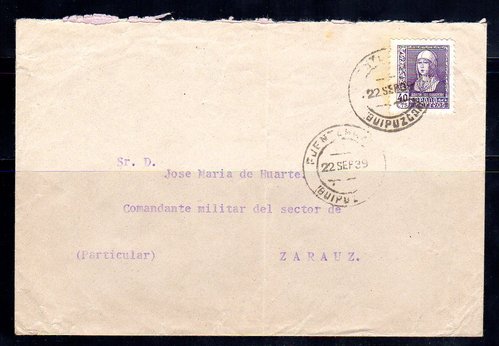 22 SEP 39
GUIPUZCOA
40
22 SEP 39
GUIPUZ
Sr. D.
Jose Maria de Huarte.
Comandante militar del sector de
(Particular)
ZARAUZ.